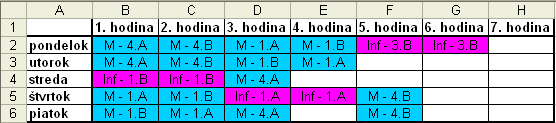 A B C D E F G H
1 1. hodina 2. hodina 3. hodina 4. hodina 5. hodina 6. hodina 7. hodina
2 pondelok M - 4.A M - 4.B M - 1.A M - 1.B Inf - 3.B Inf - 3.B
3 utorok M - 4.A M - 4.B M - 1.B M - 1.A
4 streda Inf - 1.B Inf - 1.B M - 4.A
5 štvrtok M - 1.A M - 1.B Inf - 1.A Inf - 1.A M - 4.B
6 piatok M - 1.B M - 1.A M - 4.A M - 4.B